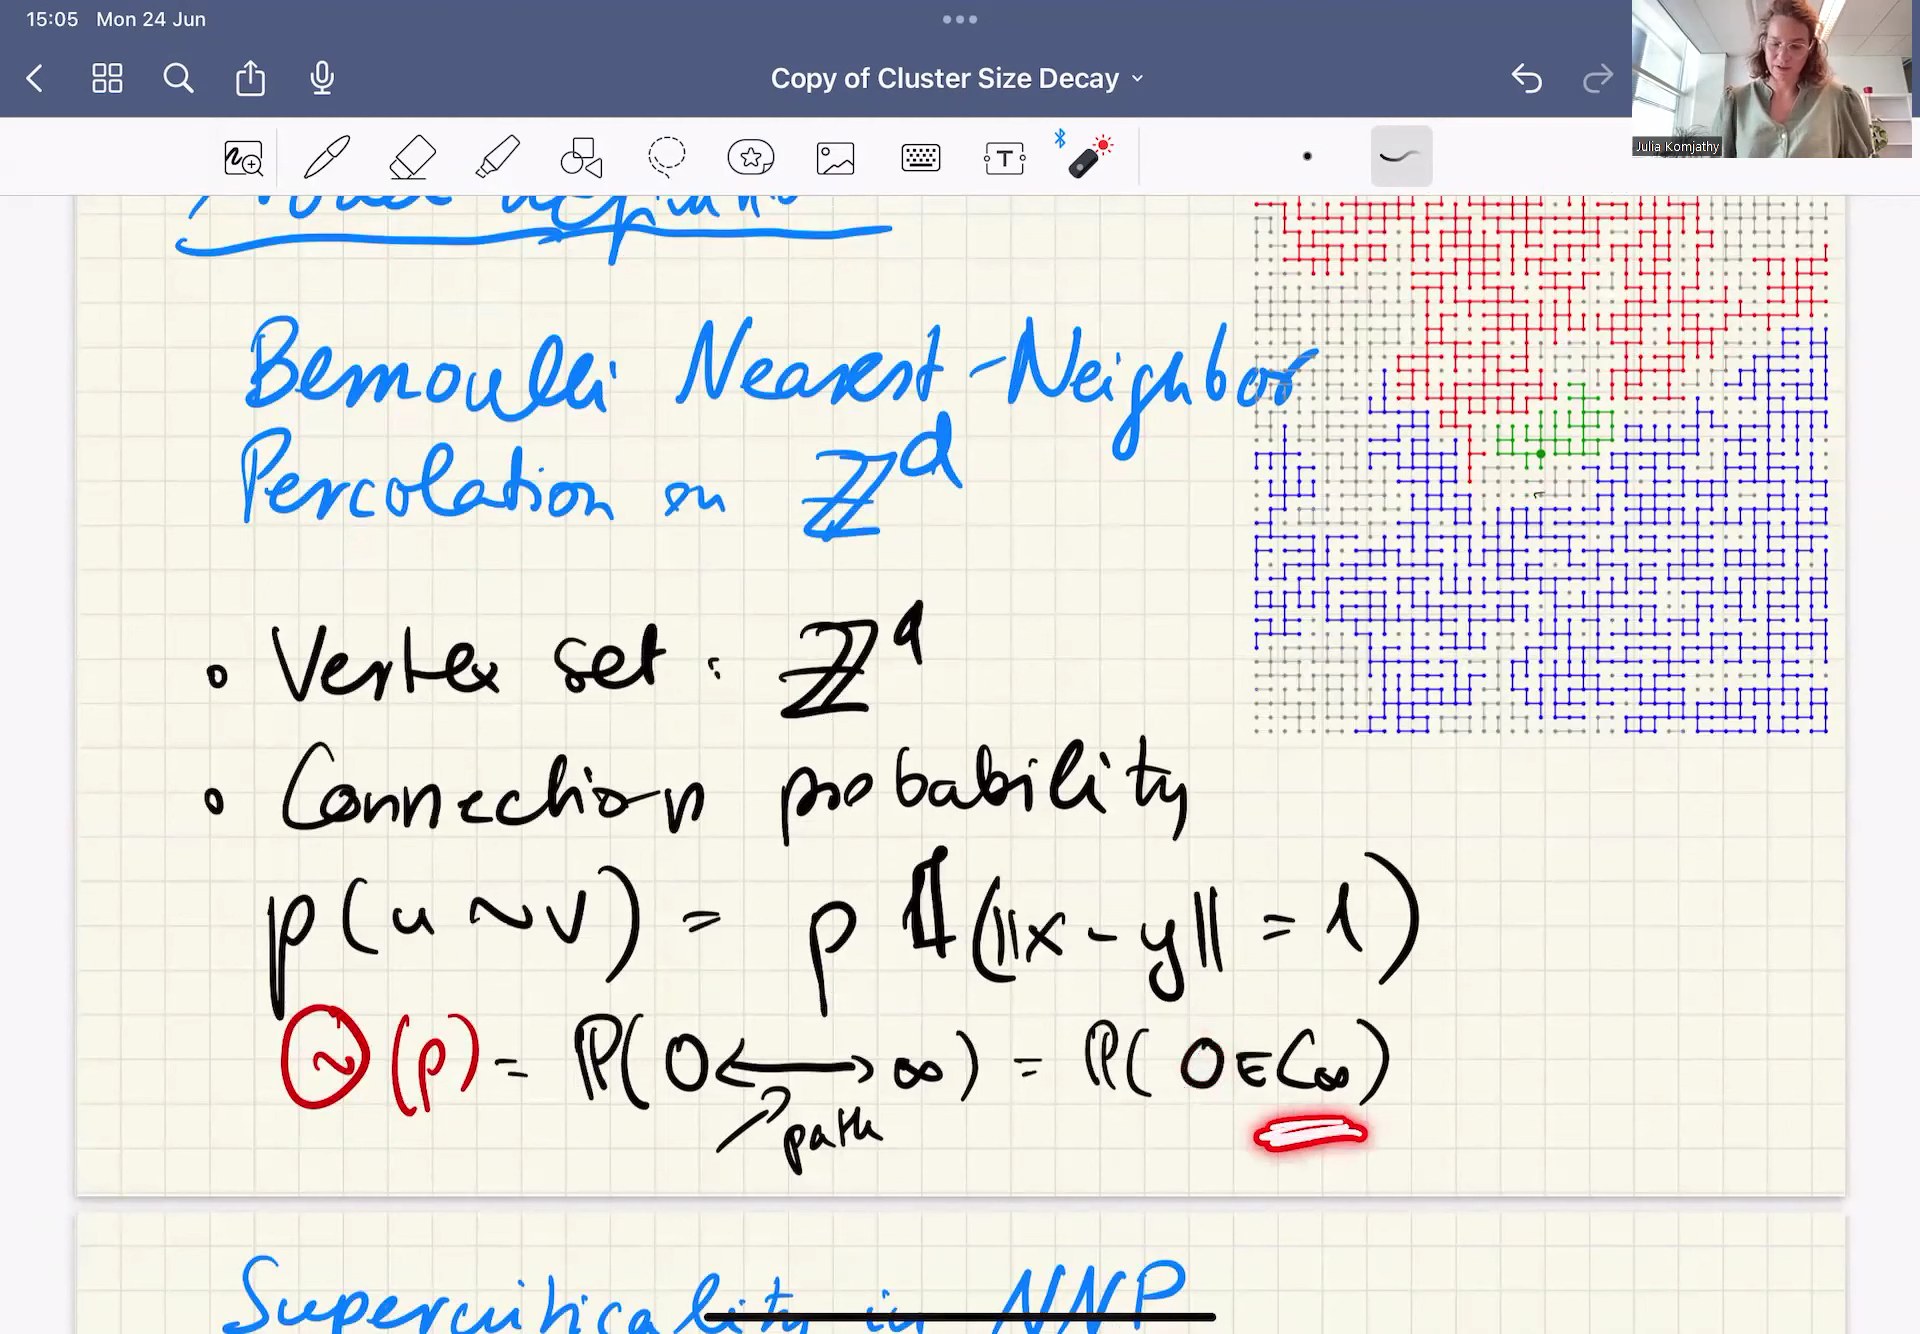 15:05 Mon 24 Jun
Copy of Cluster Size Decay
Julia Komjathy
Bernoulli Nearest-Neighbor
Percolation on ℤ^d
• Vertex set : ℤ^d
• Connection probability
p(u ~ v) = p 𝟙(||x - y|| = 1)
Θ(p) = ℙ(0 ⟷ ∞) = ℙ(0 ∈ C∞)
path
Supercriticality in NNP